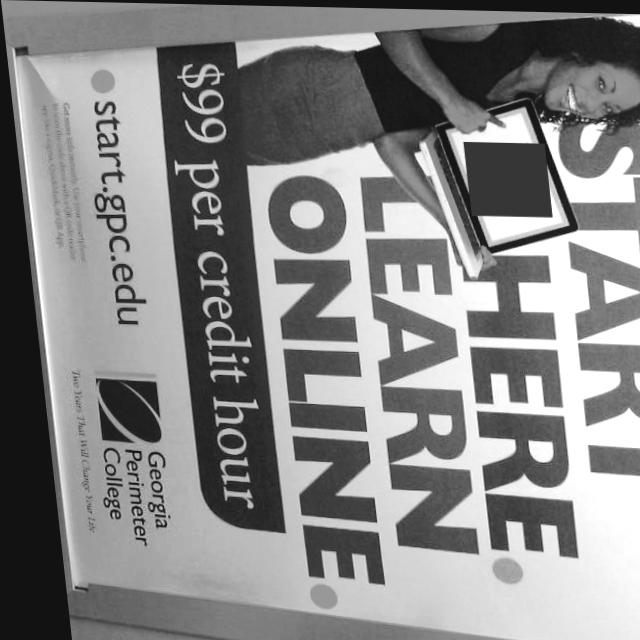 START
HERE
LEARN
ONLINE
$99 per credit hour
start.gpc.edu
Georgia
Perimeter
College
Two Years That Will Change Your Life